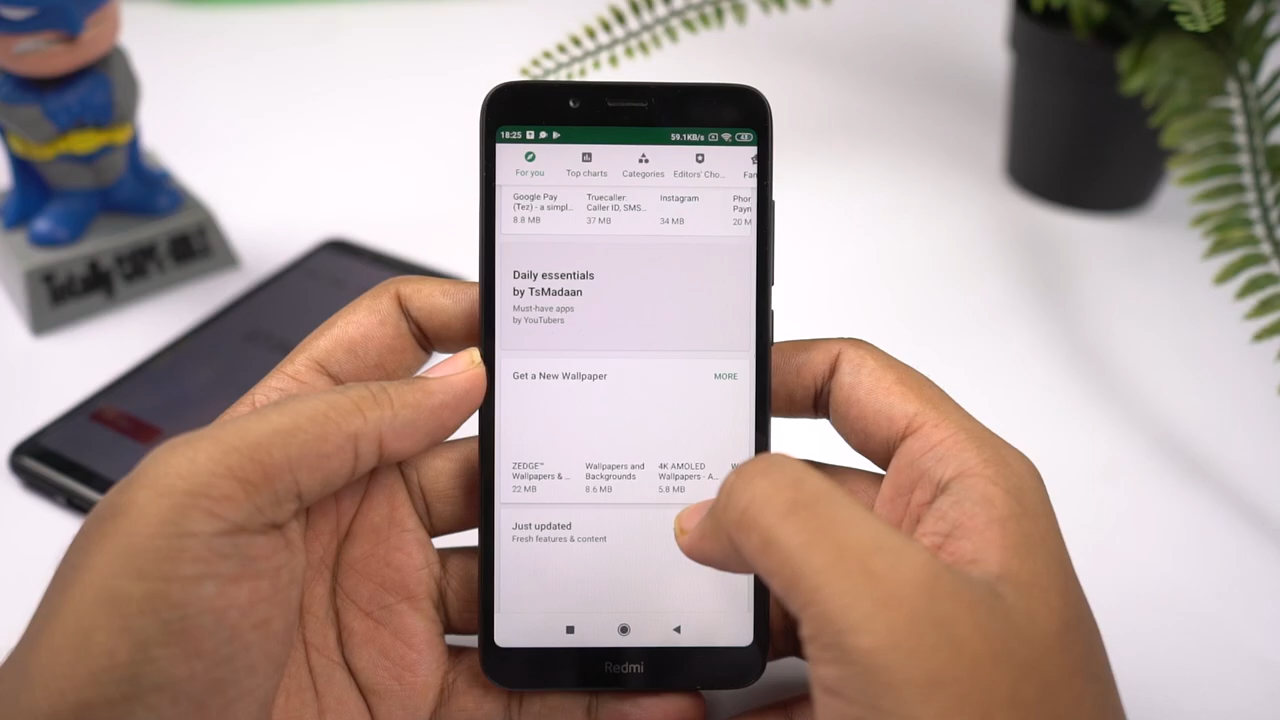 18:25
59.1KB/s
48
For you
Top charts
Categories
Editors' Cho...
Google Pay
(Tez) - a simpl...
8.8 MB
Truecaller:
Caller ID, SMS...
37 MB
Instagram
34 MB
20 M
Daily essentials
by TsMadaan
Must-have apps
by YouTubers
Get a New Wallpaper
MORE
ZEDGE™
Wallpapers & ...
22 MB
Wallpapers and
Backgrounds
8.6 MB
4K AMOLED
Wallpapers - A...
5.8 MB
Just updated
Fresh features & content
Redmi